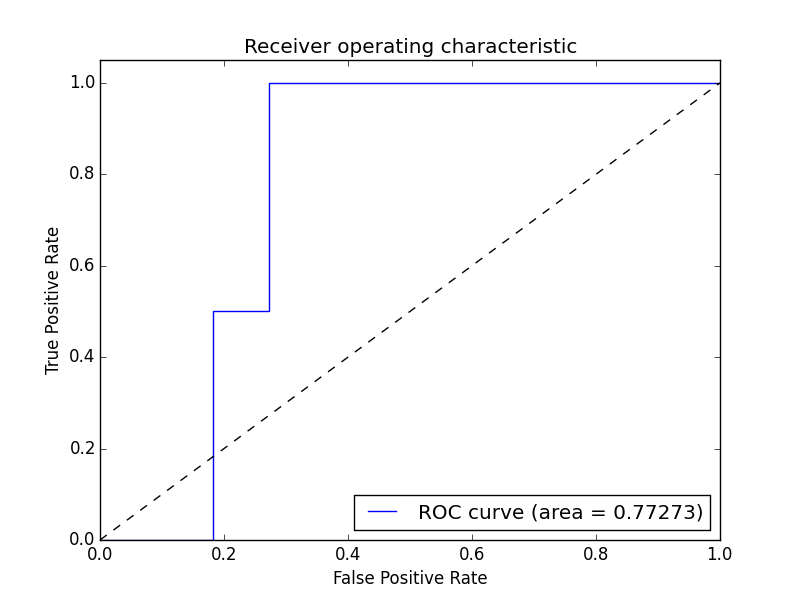 Receiver operating characteristic
True Positive Rate
1.0
0.8
0.6
0.4
0.2
0.0
0.0 0.2 0.4 0.6 0.8 1.0
False Positive Rate
ROC curve (area = 0.77273)